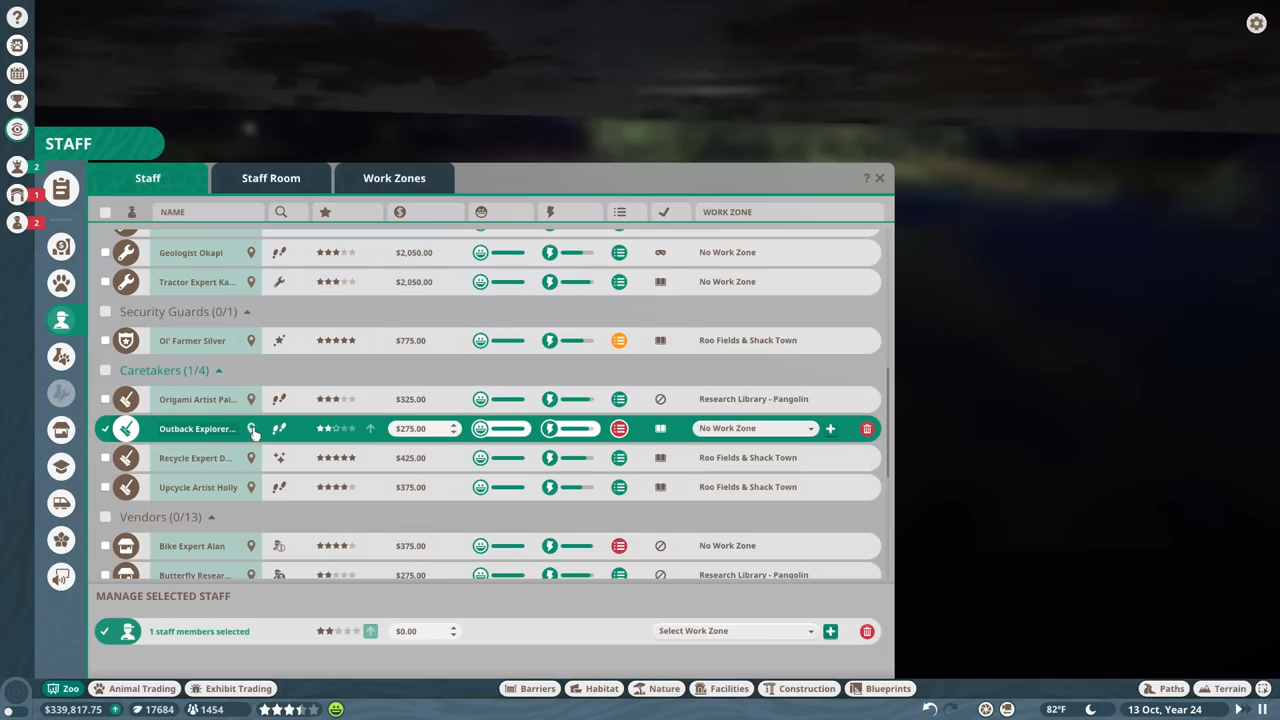 ?
2
1
2
STAFF
Staff
Staff Room
Work Zones
?
NAME
WORK ZONE
Geologist Okapi $2,050.00 No Work Zone
Tractor Expert Ka... $2,050.00 No Work Zone
Security Guards (0/1)
Ol' Farmer Silver $775.00 Roo Fields & Shack Town
Caretakers (1/4)
Origami Artist Pai... $325.00 Research Library - Pangolin
Outback Explorer... $275.00 No Work Zone
Recycle Expert D... $425.00 Roo Fields & Shack Town
Upcycle Artist Holly $375.00 Roo Fields & Shack Town
Vendors (0/13)
Bike Expert Alan $375.00 No Work Zone
Butterfly Resear... $275.00 Research Library - Pangolin
MANAGE SELECTED STAFF
1 staff members selected $0.00 Select Work Zone
Zoo Animal Trading Exhibit Trading Barriers Habitat Nature Facilities Construction Blueprints Paths Terrain
$339,817.75 17684 1454 82°F 13 Oct, Year 24